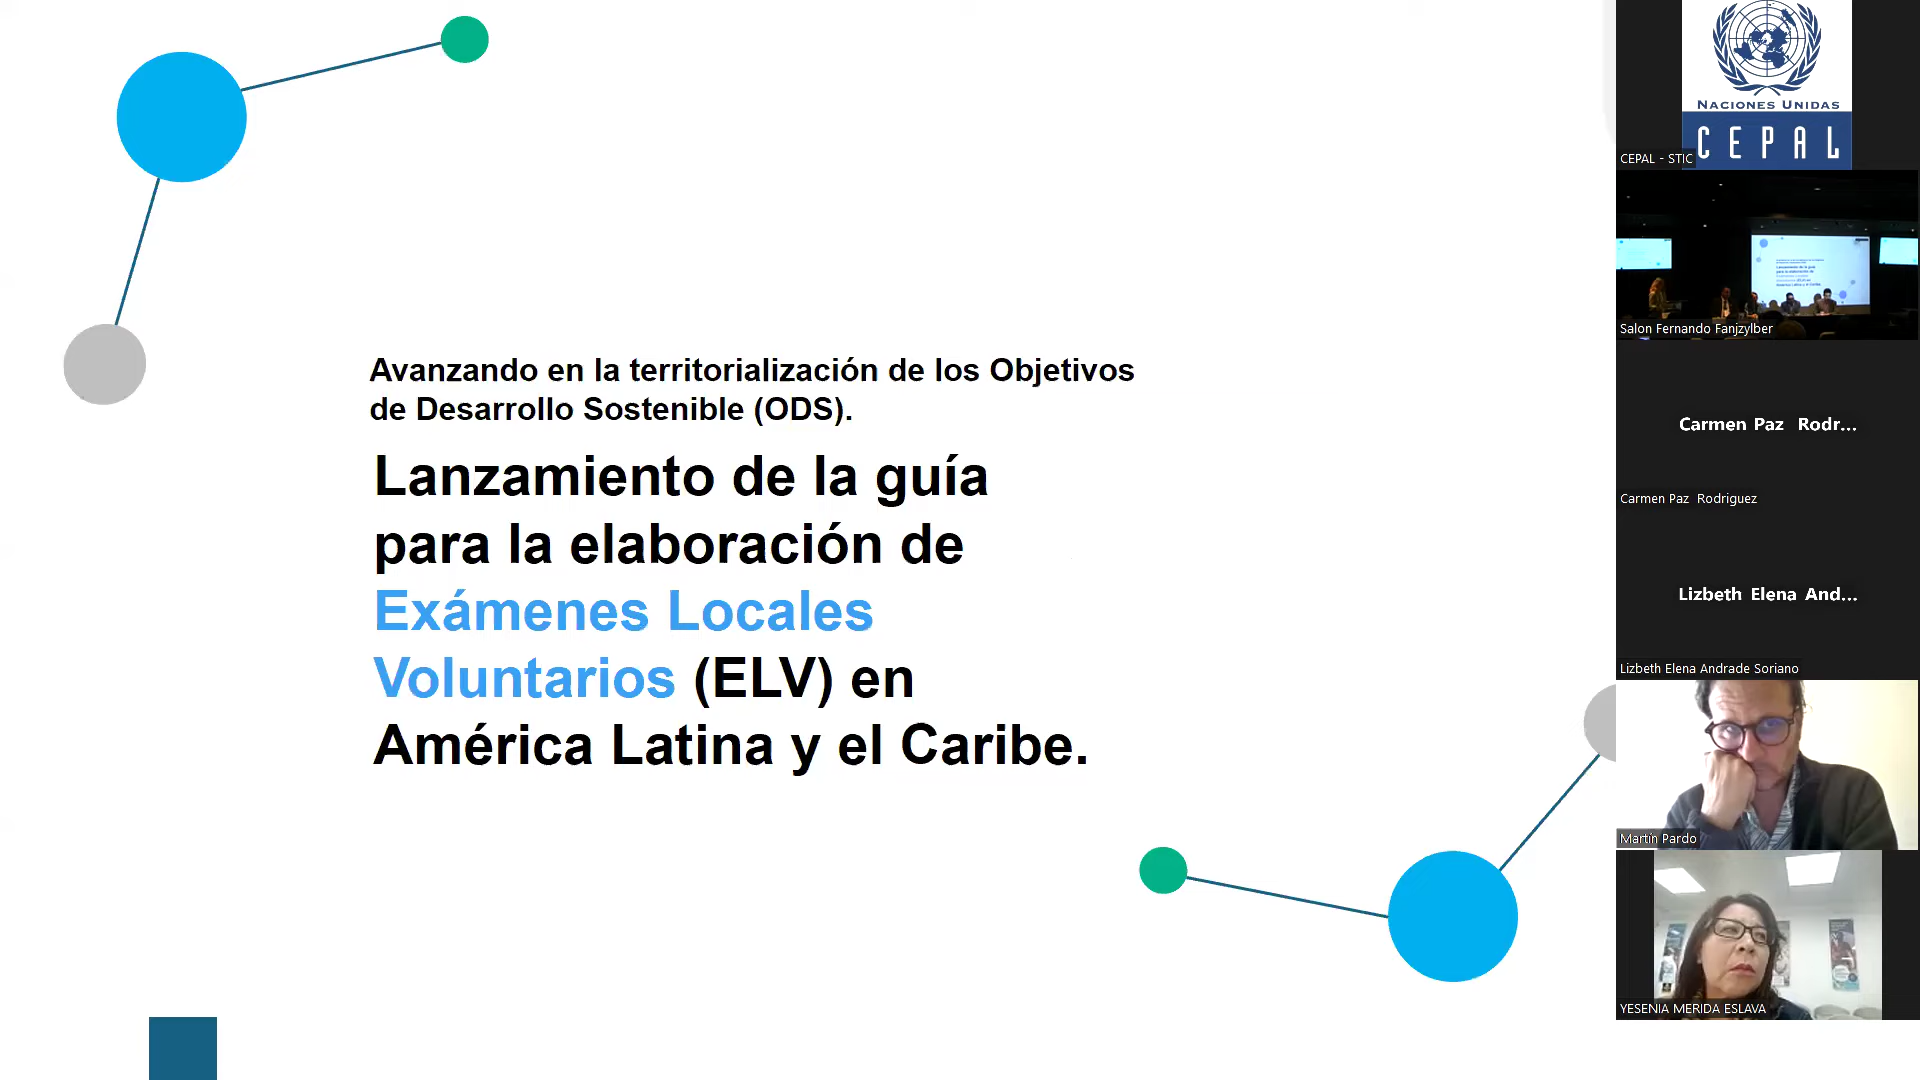 Avanzando en la territorialización de los Objetivos
de Desarrollo Sostenible (ODS).
Lanzamiento de la guía
para la elaboración de
Exámenes Locales
Voluntarios (ELV) en
América Latina y el Caribe.
NACIONES UNIDAS
CEPAL
CEPAL - STIC
Salon Fernando Fanjzylber
Carmen Paz Rodr...
Carmen Paz Rodriguez
Lizbeth Elena And...
Lizbeth Elena Andrade Soriano
Martín Pardo
YESENIA MERIDA ESLAVA